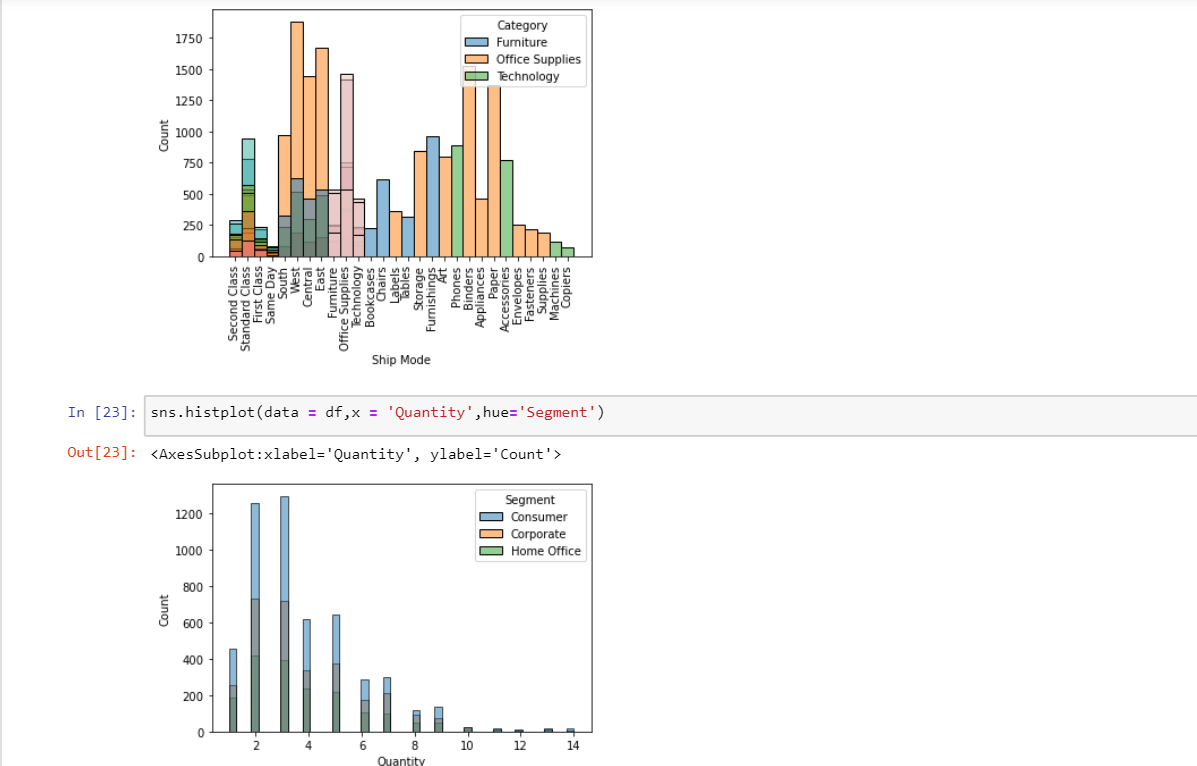 Category
Furniture
Office Supplies
Technology
1750
1500
1250
1000
750
500
250
0
Count
Second Class
Standard Class
First Class
Same Day
South
West
Central
East
Furniture
Office Supplies
Technology
Bookcases
Chairs
Labels
Tables
Storage
Furnishings
Art
Phones
Binders
Appliances
Paper
Accessories
Envelopes
Fasteners
Supplies
Machines
Copiers
Ship Mode
In [23]: sns.histplot(data = df,x = 'Quantity',hue='Segment')
Out[23]: <AxesSubplot:xlabel='Quantity', ylabel='Count'>
Segment
Consumer
Corporate
Home Office
1200
1000
800
600
400
200
0
Count
2 4 6 8 10 12 14
Quantity